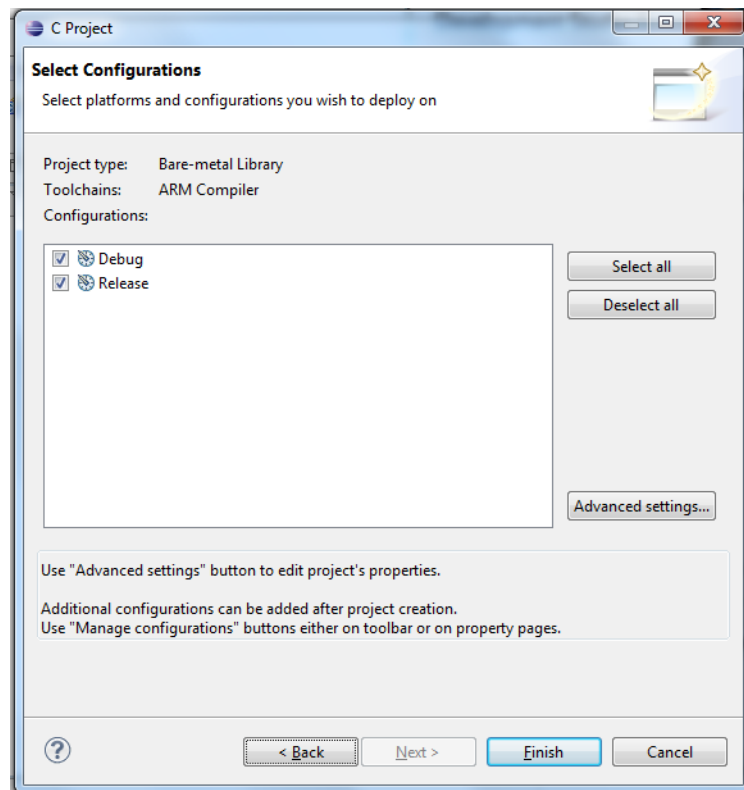 C Project
Select Configurations
Select platforms and configurations you wish to deploy on
Project type: Bare-metal Library
Toolchains: ARM Compiler
Configurations:
Debug
Release
Select all
Deselect all
Advanced settings...
Use "Advanced settings" button to edit project's properties.
Additional configurations can be added after project creation.
Use "Manage configurations" buttons either on toolbar or on property pages.
?
< Back
Next >
Finish
Cancel